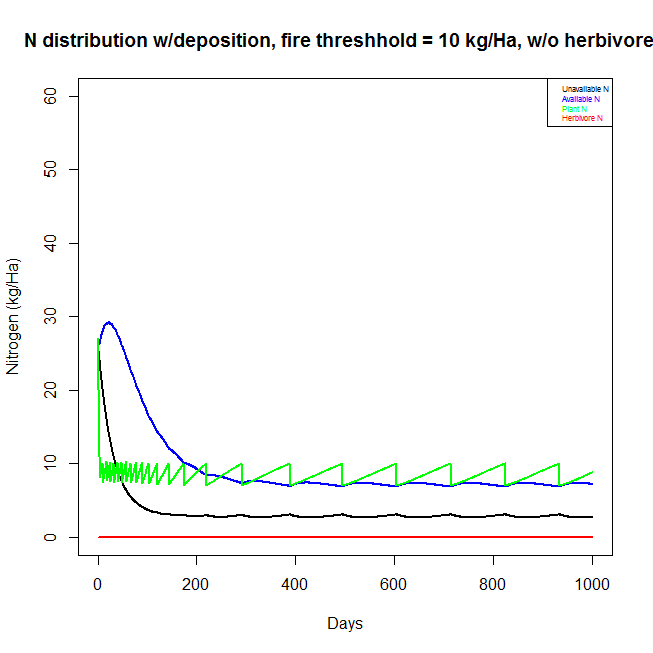 N distribution w/deposition, fire threshhold = 10 kg/Ha, w/o herbivore
Unavailable N
Available N
Plant N
Herbivore N
60
50
40
30
20
10
0
Nitrogen (kg/Ha)
0 200 400 600 800 1000
Days